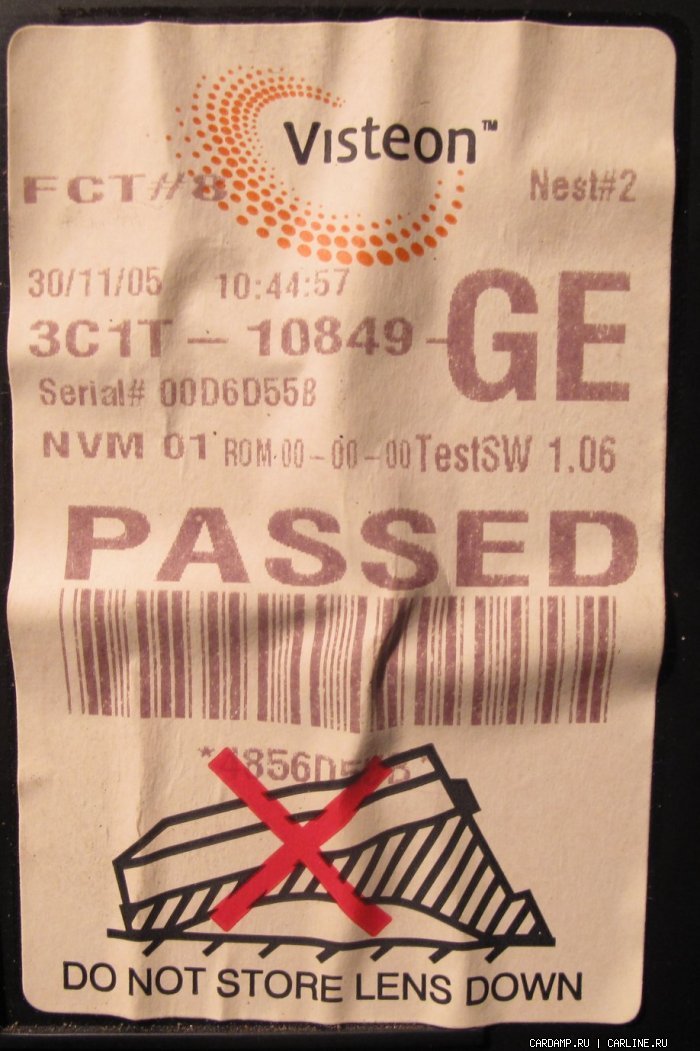 Visteon™
FCT#8 Nest#2
30/11/05 10:44:57
3C1T - 10849 - GE
Serial# 00D6D55B
NVM 01 ROM-00-00-00 TestSW 1.06
PASSED
DO NOT STORE LENS DOWN
CARDAMP.RU | CARLINE.RU